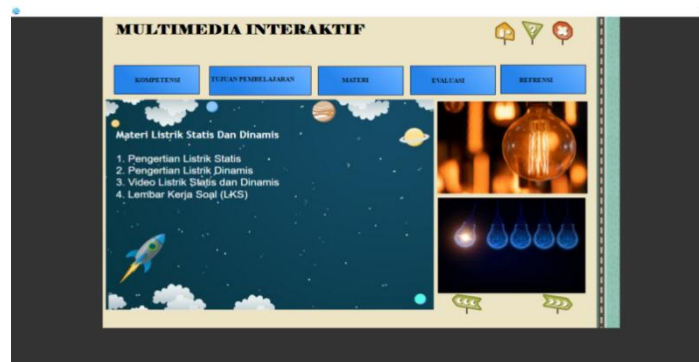 MULTIMEDIA INTERAKTIF
KOMPETENSI
TUJUAN PEMBELAJARAN
MATERI
EVALUASI
REFRENSI
Materi Listrik Statis Dan Dinamis
1. Pengertian Listrik Statis
2. Pengertian Listrik Dinamis
3. Video Listrik Statis dan Dinamis
4. Lembar Kerja Soal (LKS)